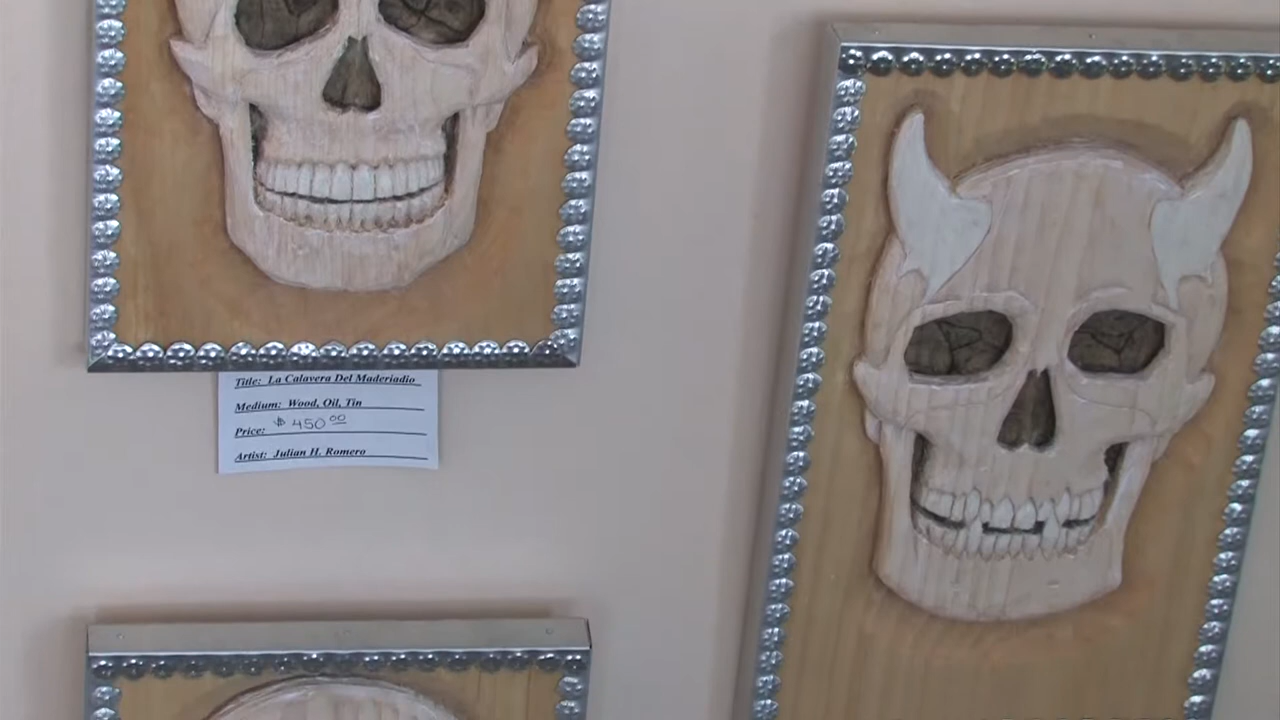 Title: La Calavera Del Maderiadio
Medium: Wood, Oil, Tin
Price: $ 450 00
Artist: Julian H. Romero